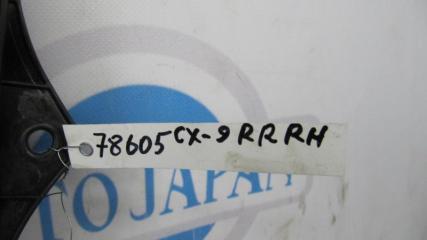 78605 CX-9 RR RH
TO JAPAN